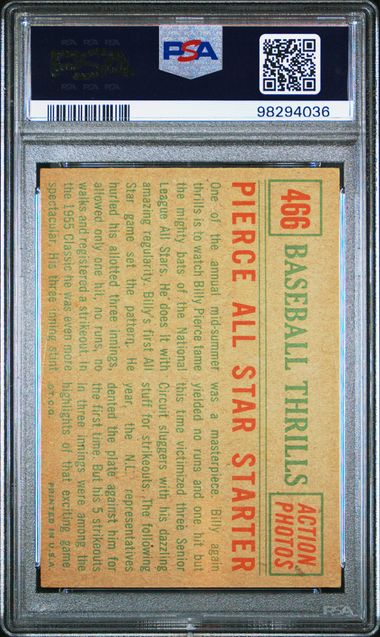 PSA
98294036
466 BASEBALL THRILLS
ACTION
PHOTOS
PIERCE ALL STAR STARTER
One of the annual mid-summer
thrills is to watch Billy Pierce tame
the mighty bats of the National
League All Stars. He does it with
amazing regularity. Billy's first All
Star game set the pattern. He
hurled his allotted three innings,
allowed only one hit, no runs, no
walks and registered a strikeout. In
the 1955 Classic he was even more
spectacular. His three inning stint
was a masterpiece. Billy again
yielded no runs and one hit but
this time victimized three Senior
Circuit sluggers with his dazzling
stuff for strikeouts. The following
year, the N.L. representatives
dented the plate against him for
the first time. But his 5 strikeouts
in three innings were among the
highlights of that exciting game.
©T.C.G.
PRINTED IN U.S.A.
PSA